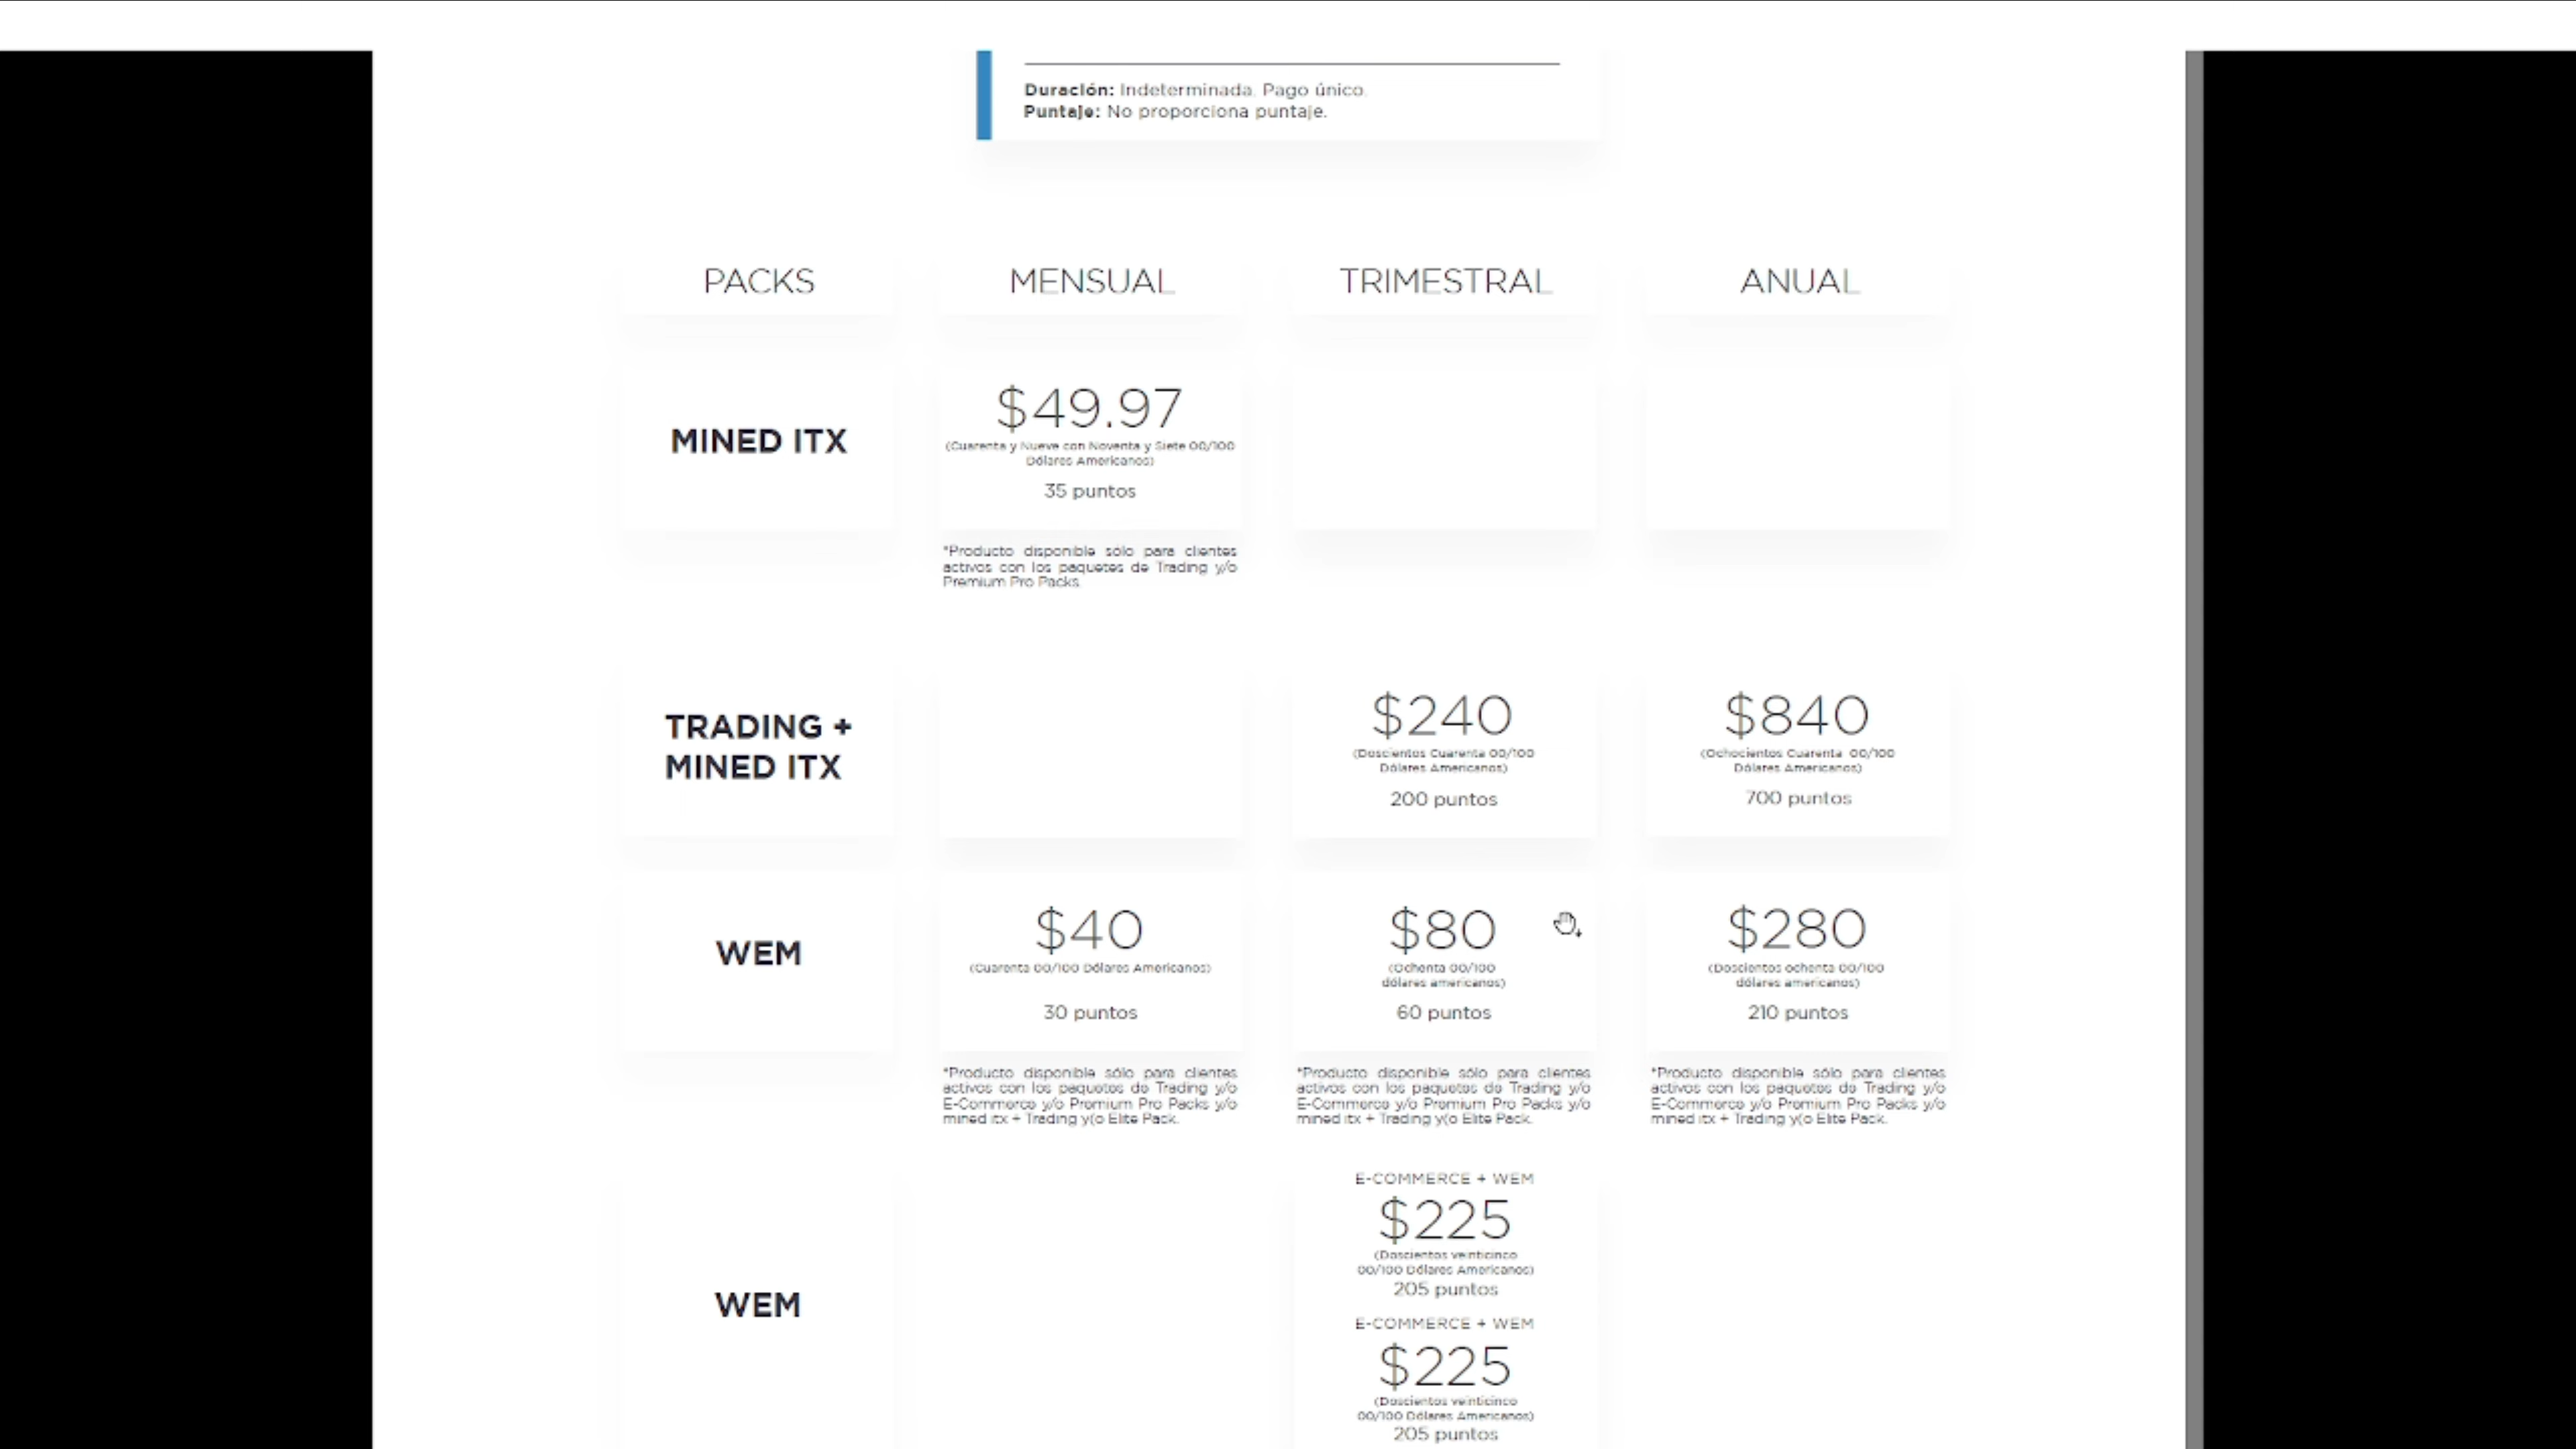 Duración: Indeterminada. Pago único.
Puntaje: No proporciona puntaje.
PACKS
MENSUAL
TRIMESTRAL
ANUAL
MINED ITX
$49.97
(Cuarenta y Nueve con Noventa y Siete 00/100
Dólares Americanos)
35 puntos
*Producto disponible sólo para clientes
activos con los paquetes de Trading y/o
Premium Pro Packs.
TRADING +
MINED ITX
$240
(Doscientos Cuarenta 00/100
Dólares Americanos)
200 puntos
$840
(Ochocientos Cuarenta 00/100
Dólares Americanos)
700 puntos
WEM
$40
(Cuarenta 00/100 Dólares Americanos)
30 puntos
*Producto disponible sólo para clientes
activos con los paquetes de Trading y/o
E-Commerce y/o Premium Pro Packs y/o
mined itx + Trading y(o Elite Pack.
$80
(Ochenta 00/100
dólares americanos)
60 puntos
*Producto disponible sólo para clientes
activos con los paquetes de Trading y/o
E-Commerce y/o Premium Pro Packs y/o
mined itx + Trading y(o Elite Pack.
$280
(Doscientos ochenta 00/100
dólares americanos)
210 puntos
*Producto disponible sólo para clientes
activos con los paquetes de Trading y/o
E-Commerce y/o Premium Pro Packs y/o
mined itx + Trading y(o Elite Pack.
WEM
E-COMMERCE + WEM
$225
(Doscientos veinticinco
00/100 Dólares Americanos)
205 puntos
E-COMMERCE + WEM
$225
(Doscientos veinticinco
00/100 Dólares Americanos)
205 puntos